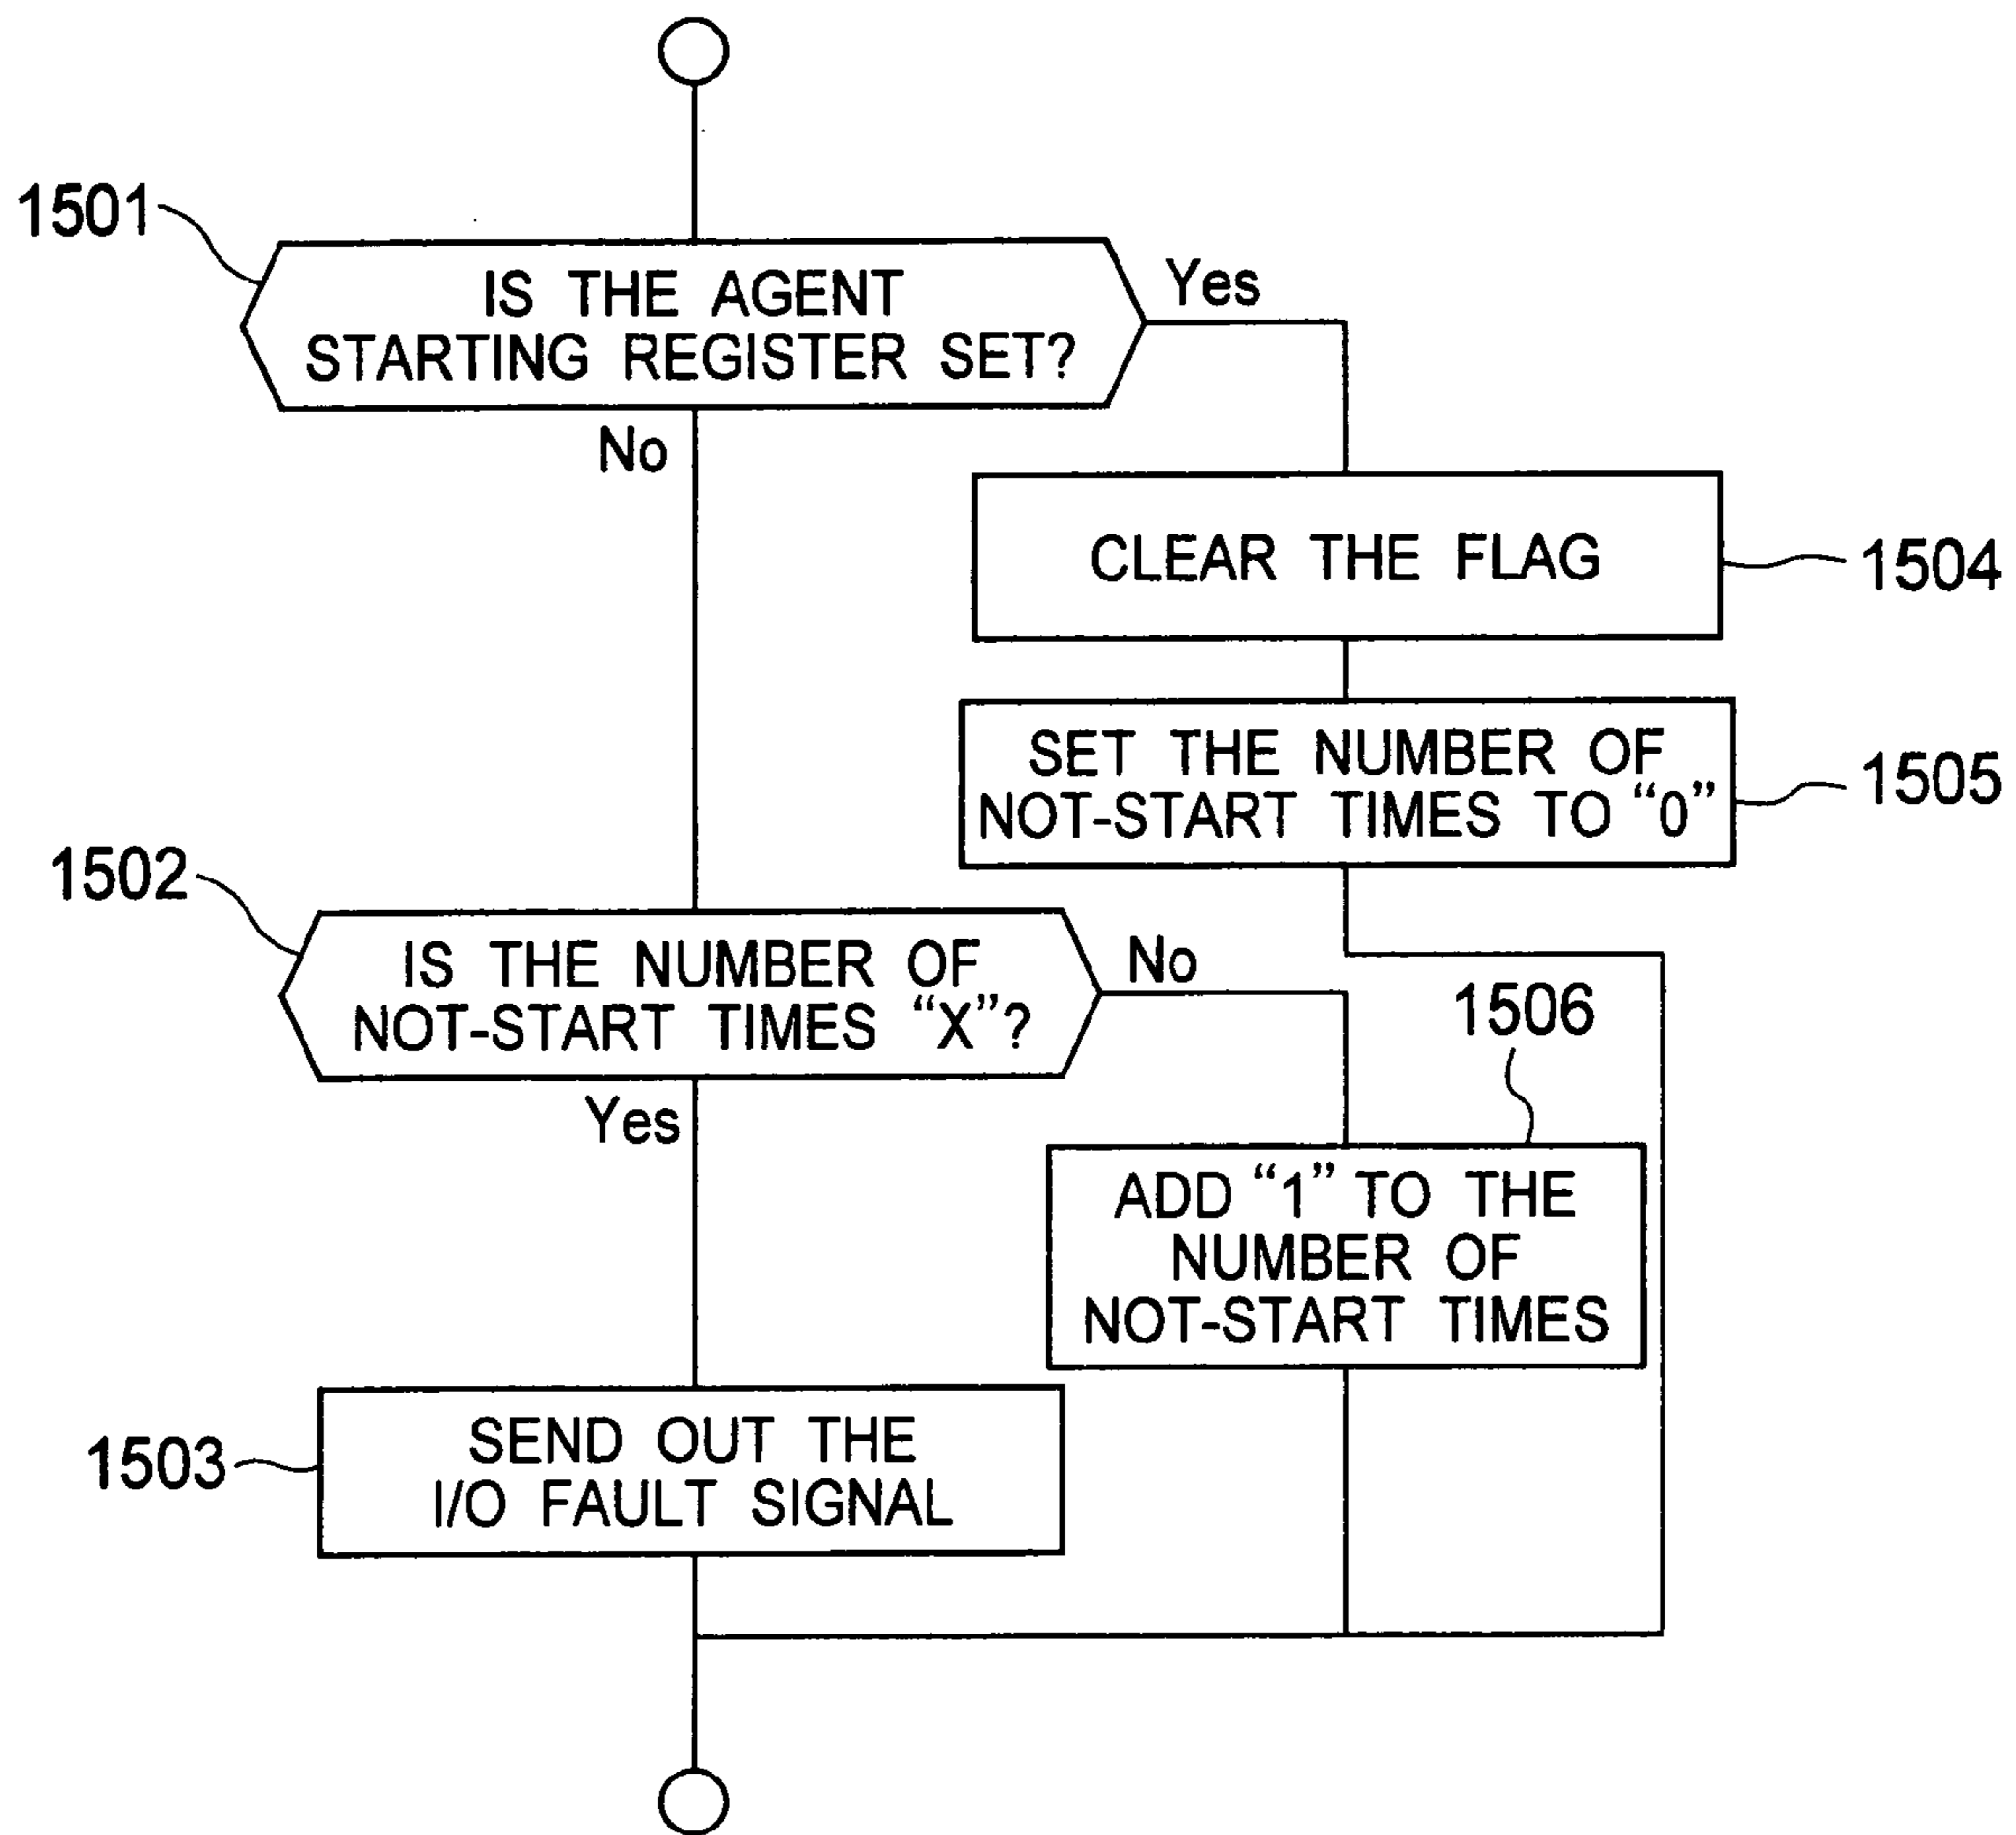 1501
IS THE AGENT
STARTING REGISTER SET?
Yes
No
CLEAR THE FLAG
1504
SET THE NUMBER OF
NOT-START TIMES TO “0”
1505
1502
IS THE NUMBER OF
NOT-START TIMES “X”?
No
Yes
1506
ADD “1” TO THE
NUMBER OF
NOT-START TIMES
1503
SEND OUT THE
I/O FAULT SIGNAL